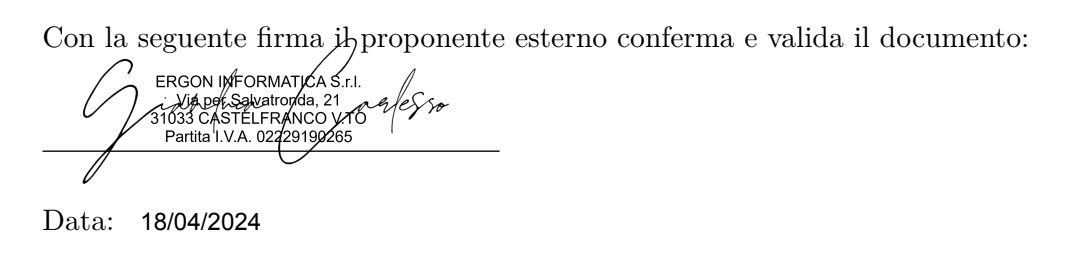 Con la seguente firma il proponente esterno conferma e valida il documento:
ERGON INFORMATICA S.r.l.
Via per Salvatronda, 21
31033 CASTELFRANCO V.TO
Partita I.V.A. 02229190265
Carlesso
Data: 18/04/2024